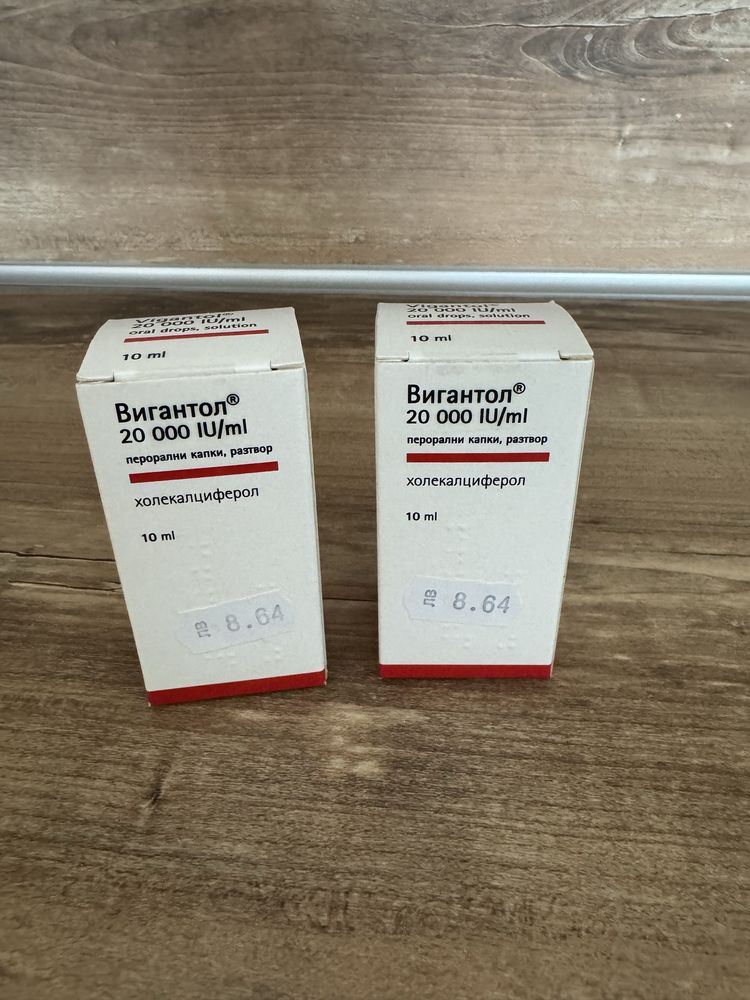 Vigantol®
20 000 IU/ml
oral drops, solution
10 ml
Вигантол®
20 000 IU/ml
перорални капки, разтвор
холекалциферол
10 ml
лв 8.64
Vigantol®
20 000 IU/ml
oral drops, solution
10 ml
Вигантол®
20 000 IU/ml
перорални капки, разтвор
холекалциферол
10 ml
лв 8.64